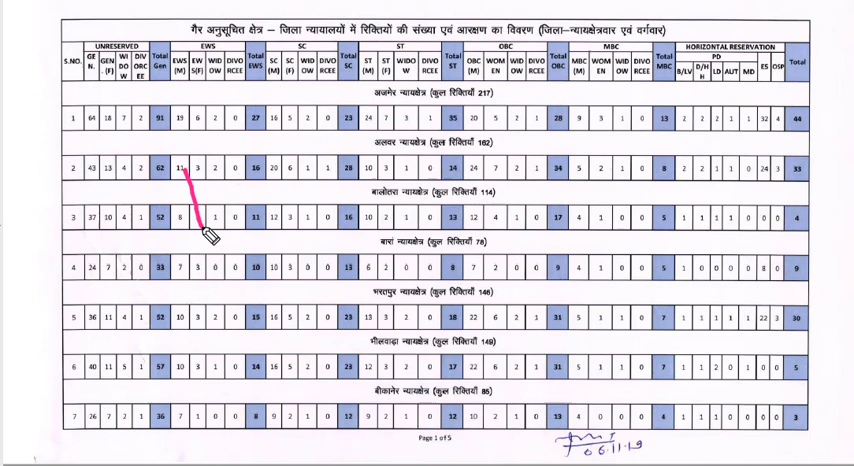 गैर अनुसूचित क्षेत्र – जिला न्यायालयों में रिक्तियों की संख्या एवं आरक्षण का विवरण (जिला–न्यायक्षेत्रवार एवं वर्गवार)
S.NO. UNRESERVED EWS SC ST OBC MBC HORIZONTAL RESERVATION
GE N. GEN . (F) WI DO W DIV ORC EE Total Gen EWS (M) EW S(F) WID OW DIVO RCEE Total EWS SC (M) SC (F) WID OW DIVO RCEE Total SC ST (M) ST (F) WIDO W DIVO RCEE Total ST OBC (M) WOM EN WID OW DIVO RCEE Total OBC MBC (M) WOM EN WID OW DIVO RCEE Total MBC PD B/LV D/H H LD AUT MD ES OSP Total
अजमेर न्यायक्षेत्र (कुल रिक्तियाँ 217)
1 64 18 7 2 91 19 6 2 0 27 16 5 2 0 23 24 7 3 1 35 20 5 2 1 28 9 3 1 0 13 2 2 2 1 1 32 4 44
अलवर न्यायक्षेत्र (कुल रिक्तियाँ 162)
2 43 13 4 2 62 11 3 2 0 16 20 6 1 1 28 10 3 1 0 14 24 7 2 1 34 5 2 1 0 8 2 2 1 1 0 24 3 33
बालोतरा न्यायक्षेत्र (कुल रिक्तियाँ 114)
3 37 10 4 1 52 8 1 0 11 12 3 1 0 16 10 2 1 0 13 12 4 1 0 17 4 1 0 0 5 1 1 1 1 0 0 0 4
बारां न्यायक्षेत्र (कुल रिक्तियाँ 78)
4 24 7 2 0 33 7 3 0 0 10 10 3 0 0 13 6 2 0 0 8 7 2 0 0 9 4 1 0 0 5 1 0 0 0 0 8 0 9
भरतपुर न्यायक्षेत्र (कुल रिक्तियाँ 146)
5 36 11 4 1 52 10 3 2 0 15 16 5 2 0 23 13 3 2 0 18 22 6 2 1 31 5 1 1 0 7 1 1 1 1 1 22 3 30
भीलवाड़ा न्यायक्षेत्र (कुल रिक्तियाँ 149)
6 40 11 5 1 57 10 3 1 0 14 16 5 2 0 23 12 3 2 0 17 22 6 2 1 31 5 1 1 0 7 1 1 2 0 1 0 0 5
बीकानेर न्यायक्षेत्र (कुल रिक्तियाँ 85)
7 26 7 2 1 36 7 1 0 0 8 9 2 1 0 12 9 2 1 0 12 10 2 1 0 13 4 0 0 0 4 1 1 1 0 0 0 0 3
Page 1 of 5
06.11.19